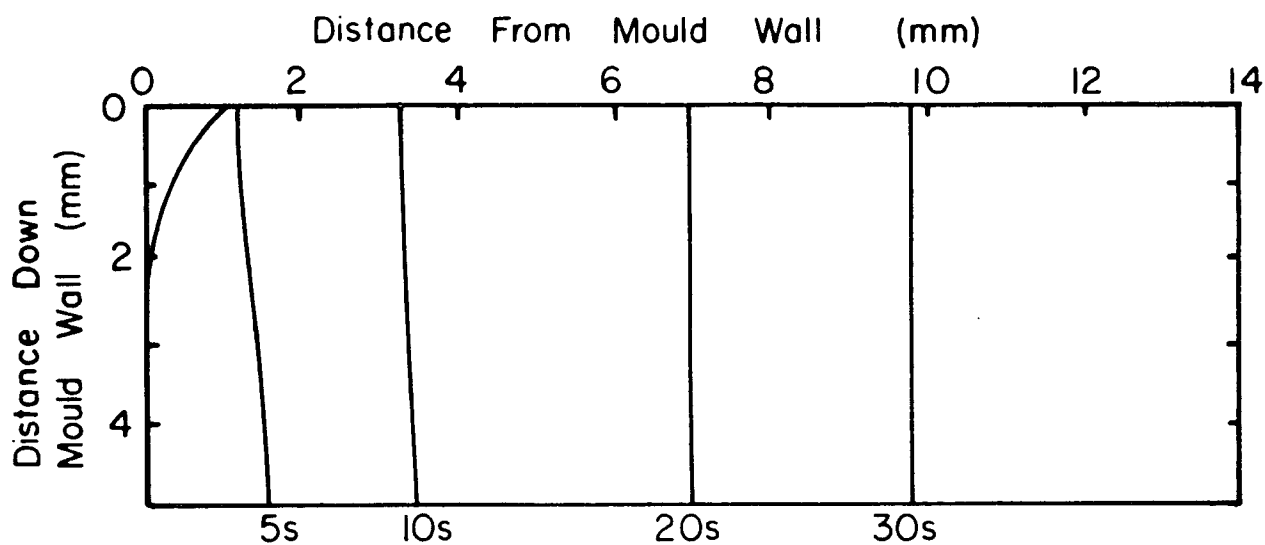 Distance From Mould Wall (mm)
0 2 4 6 8 10 12 14
0
2
4
Distance Down
Mould Wall (mm)
5s 10s 20s 30s